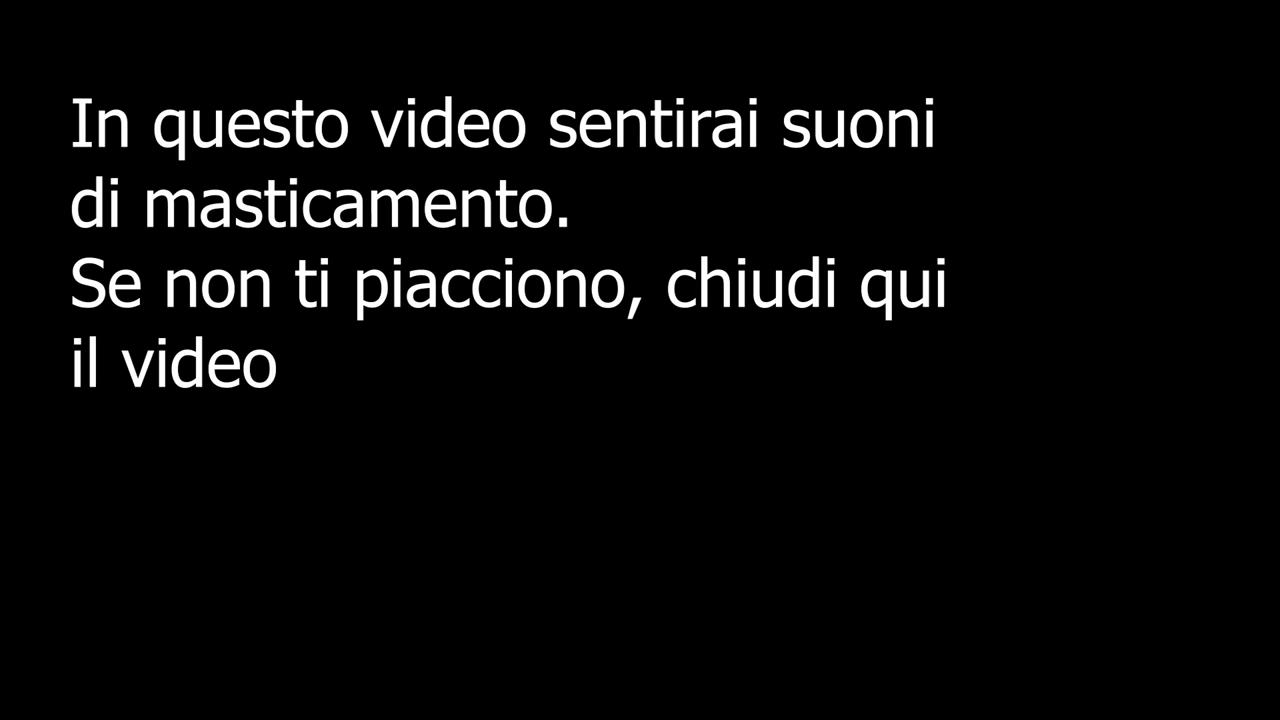 In questo video sentirai suoni
di masticamento.
Se non ti piacciono, chiudi qui
il video